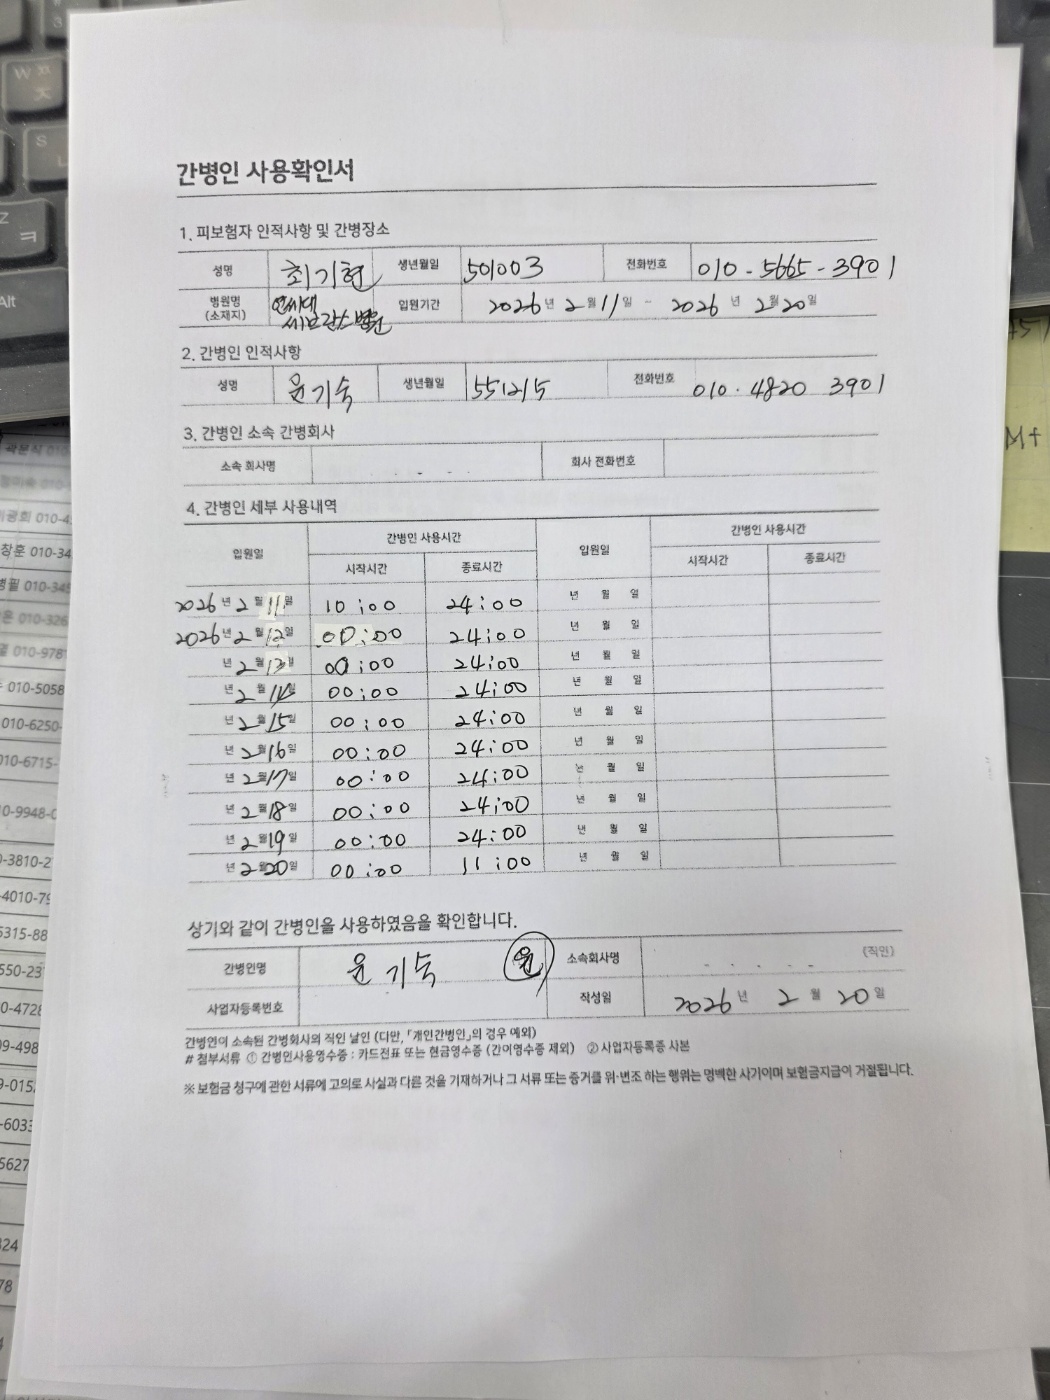 간병인 사용확인서
1. 피보험자 인적사항 및 간병장소
성명 최기현 생년월일 501003 전화번호 010-5665-3901
병원명 (소재지) 연세대 세브란스병원 입원기간 2026년 2월 11일 - 2026년 2월 20일
2. 간병인 인적사항
성명 윤기숙 생년월일 551215 전화번호 010.4820 3901
3. 간병인 소속 간병회사
소속 회사명 회사 전화번호
4. 간병인 세부 사용내역
입원일 간병인 사용시간 입원일 간병인 사용시간
시작시간 종료시간 시작시간 종료시간
2026년 2월 11일 10:00 24:00 년 월 일
2026년 2월 12일 00:00 24:00 년 월 일
년 2월 13일 00:00 24:00 년 월 일
년 2월 14일 00:00 24:00 년 월 일
년 2월 15일 00:00 24:00 년 월 일
년 2월 16일 00:00 24:00 년 월 일
년 2월 17일 00:00 24:00 년 월 일
년 2월 18일 00:00 24:00 년 월 일
년 2월 19일 00:00 24:00 년 월 일
년 2월 20일 00:00 11:00 년 월 일
상기와 같이 간병인을 사용하였음을 확인합니다.
간병인명 윤기숙 윤 소속회사명 (직인)
사업자등록번호 작성일 2026년 2월 20일
간병연이 소속된 간병회사의 직인 날인 (다만, 「개인간병인」의 경우 예외)
# 첨부서류 ① 간병인사용영수증 : 카드전표 또는 현금영수증 (간이영수증 제외) ② 사업자등록증 사본
※ 보험금 청구에 관한 서류에 고의로 사실과 다른 것을 기재하거나 그 서류 또는 증거를 위·변조 하는 행위는 명백한 사기이며 보험금지급이 거절됩니다.